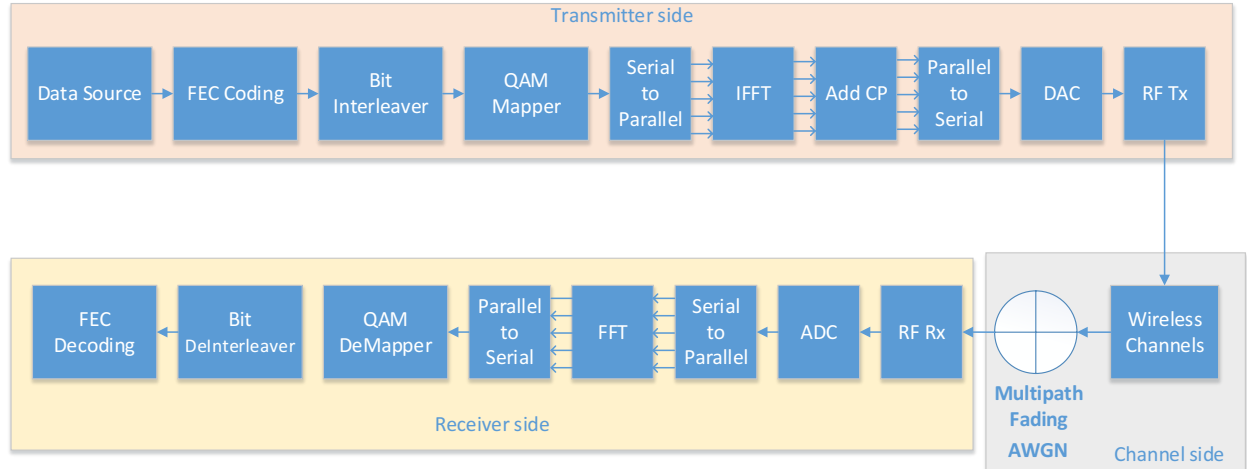 Transmitter side
Data Source
FEC Coding
Bit
Interleaver
QAM
Mapper
Serial
to
Parallel
IFFT
Add CP
Parallel
to
Serial
DAC
RF Tx
FEC
Decoding
Bit
DeInterleaver
QAM
DeMapper
Parallel
to
Serial
FFT
Serial
to
Parallel
ADC
RF Rx
Wireless
Channels
Multipath
Fading
AWGN
Receiver side
Channel side